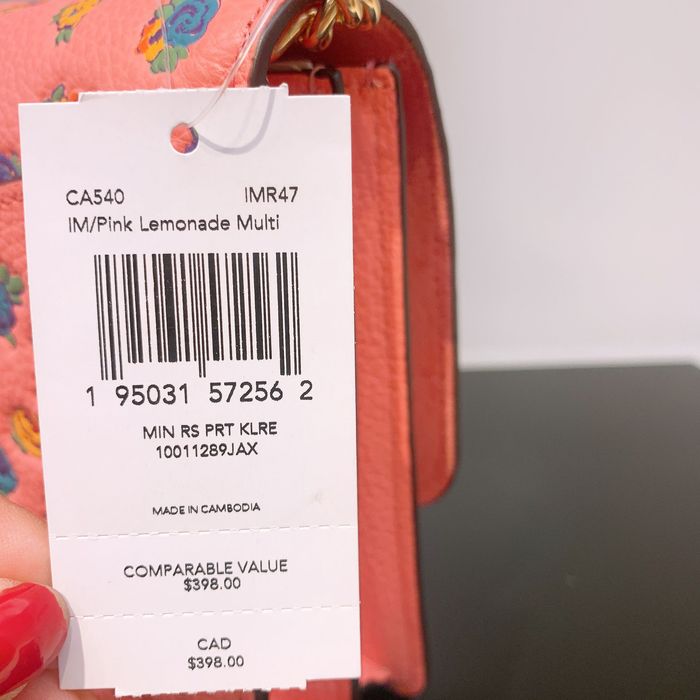 CA540 IMR47
IM/Pink Lemonade Multi
1 95031 57256 2
MIN RS PRT KLRE
10011289JAX
MADE IN CAMBODIA
COMPARABLE VALUE
$398.00
CAD
$398.00